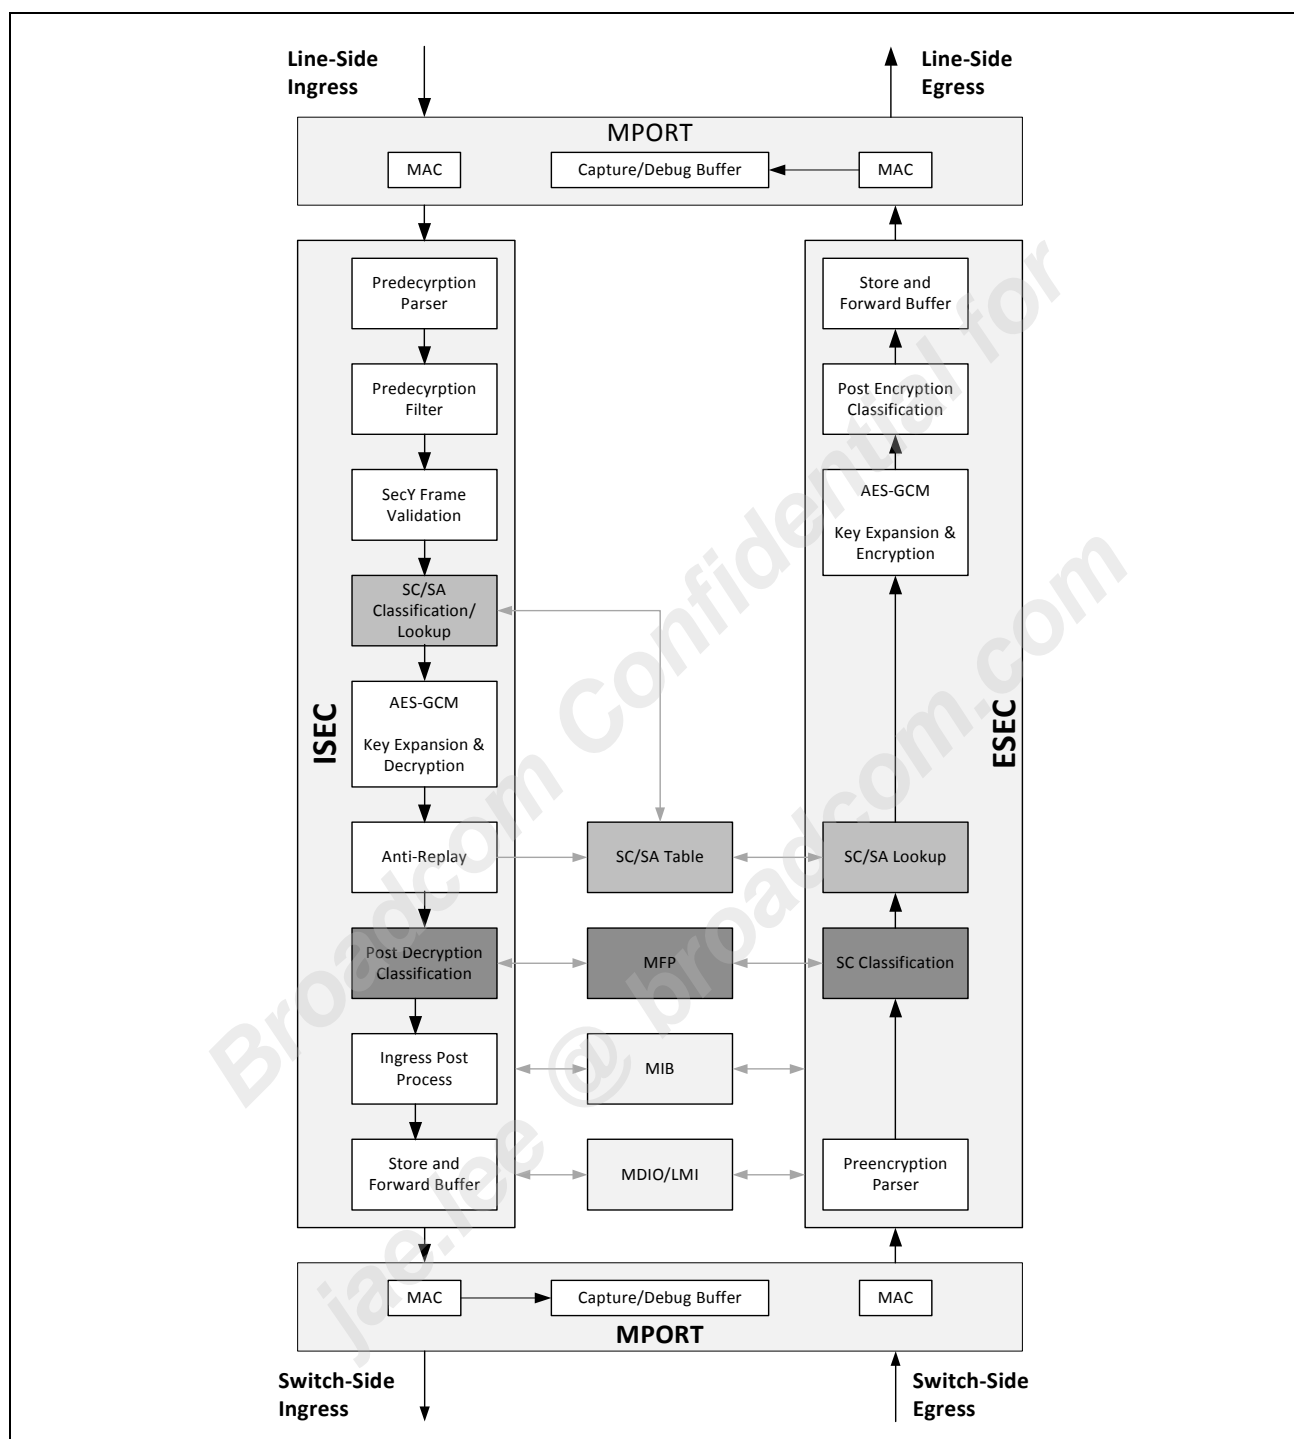 Line-Side
Ingress
Line-Side
Egress
MPORT
MAC
Capture/Debug Buffer
MAC
ISEC
Predecyrption
Parser
Predecyrption
Filter
SecY Frame
Validation
SC/SA
Classification/
Lookup
AES-GCM
Key Expansion &
Decryption
Anti-Replay
Post Decryption
Classification
Ingress Post
Process
Store and
Forward Buffer
SC/SA Table
MFP
MIB
MDIO/LMI
ESEC
Store and
Forward Buffer
Post Encryption
Classification
AES-GCM
Key Expansion &
Encryption
SC/SA Lookup
SC Classification
Preencryption
Parser
MAC
Capture/Debug Buffer
MAC
MPORT
Switch-Side
Ingress
Switch-Side
Egress
Broadcom Confidential for
jae.lee @ broadcom.com